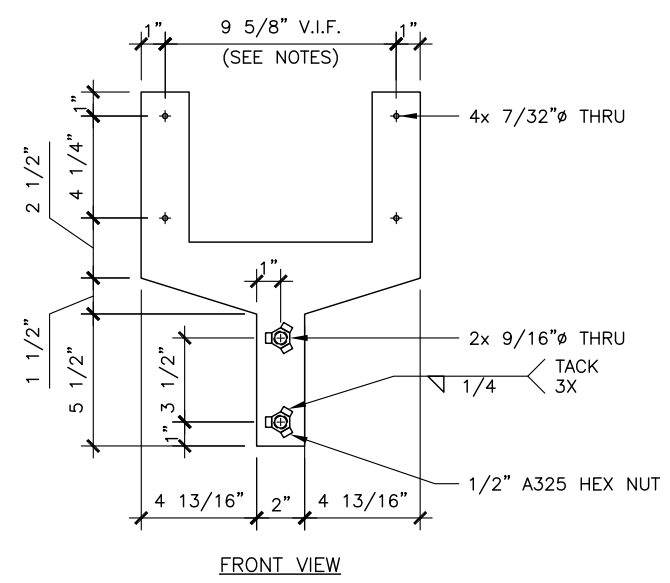 1" 9 5/8" V.I.F. 1"
(SEE NOTES)
1"
4x 7/32"ø THRU
4 1/4"
2 1/2"
1"
2x 9/16"ø THRU
1 1/2"
3 1/2"
5 1/2"
TACK
1/4 3X
1"
1/2" A325 HEX NUT
4 13/16" 2" 4 13/16"
FRONT VIEW